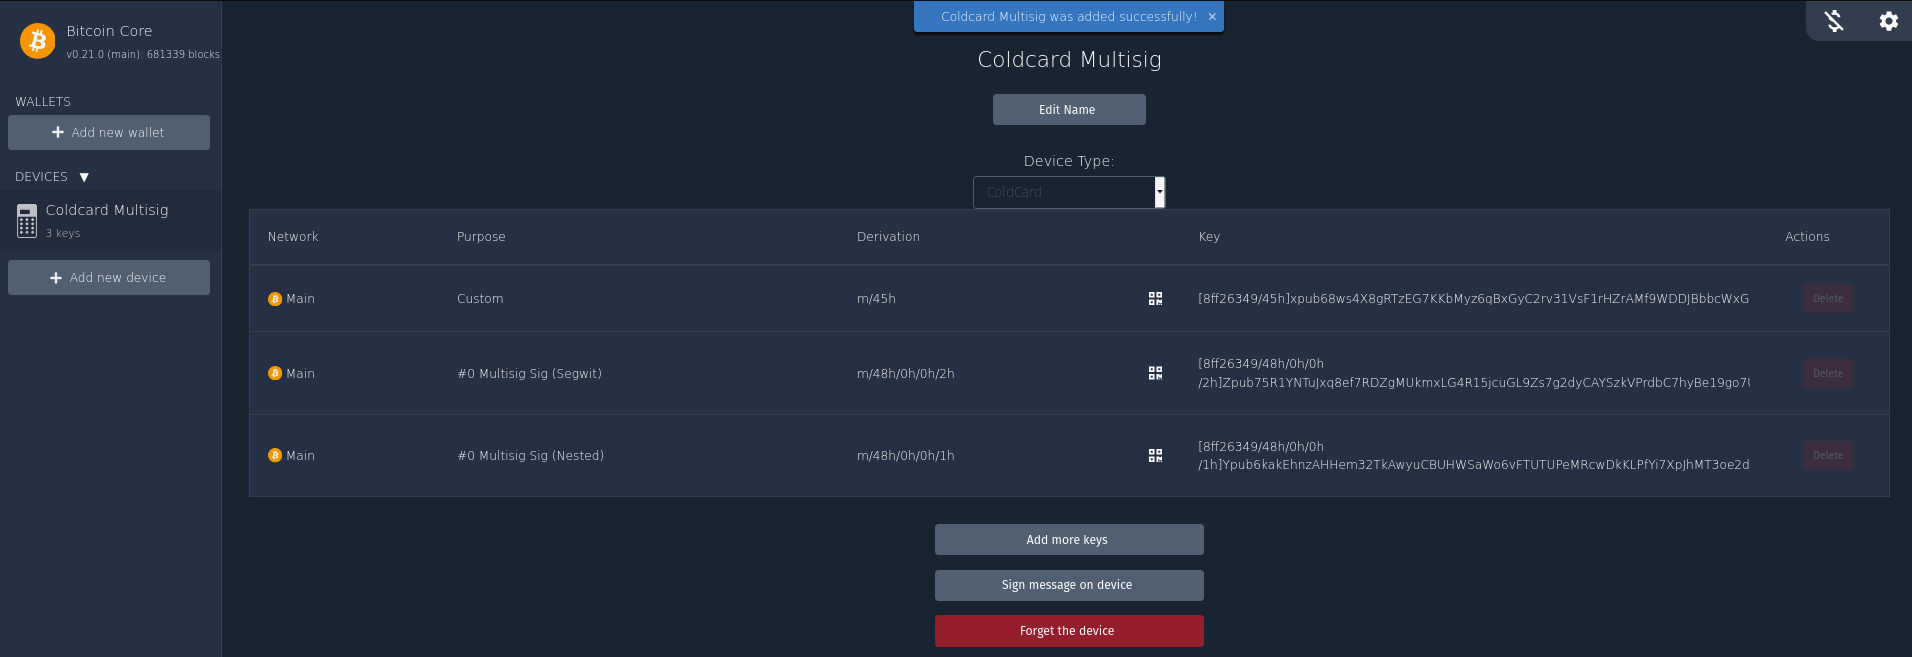 Coldcard Multisig was added successfully! ×
Bitcoin Core
v0.21.0 (main): 681339 blocks
WALLETS
+ Add new wallet
DEVICES ▼
Coldcard Multisig
3 keys
+ Add new device
Coldcard Multisig
Edit Name
Device Type:
ColdCard
Network Purpose Derivation Key Actions
Main Custom m/45h [8ff26349/45h]xpub68ws4X8gRTzEG7KKbMyz6qBxGyC2rv31VsF1rHZrAMf9WDDJBbbcWxG Delete
[8ff26349/48h/0h/0h
Main #0 Multisig Sig (Segwit) m/48h/0h/0h/2h /2h]Zpub75R1YNTuJxq8ef7RDZgMUkmxLG4R15jcuGL9Zs7g2dyCAYSzkVPrdbC7hyBe19go7U Delete
[8ff26349/48h/0h/0h
Main #0 Multisig Sig (Nested) m/48h/0h/0h/1h /1h]Ypub6kakEhnzAHHem32TkAwyuCBUHWSaWo6vFTUTUPeMRcwDkKLPfYi7XpJhMT3oe2d Delete
Add more keys
Sign message on device
Forget the device